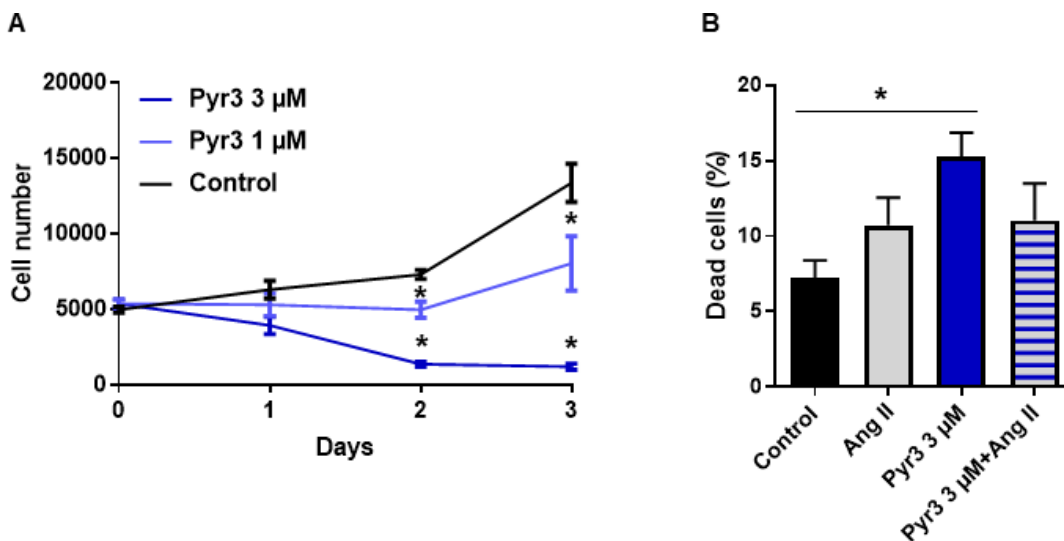 A
Cell number
20000
15000
10000
5000
0
Pyr3 3 µM
Pyr3 1 µM
Control
*
*
*
*
0 1 2 3
Days
B
Dead cells (%)
20
15
10
5
0
*
Control
Ang II
Pyr3 3 µM
Pyr3 3 µM+Ang II